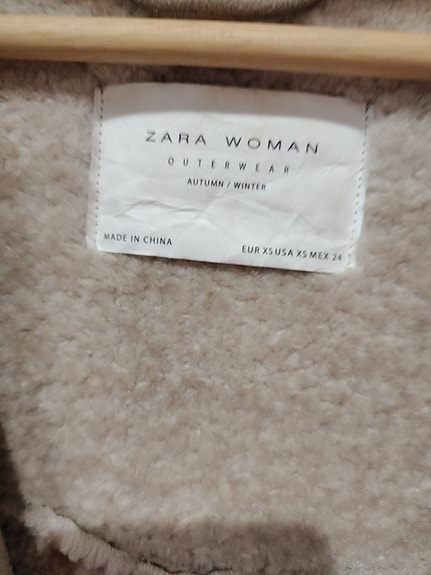 ZARA WOMAN
OUTERWEAR
AUTUMN / WINTER
MADE IN CHINA
EUR XS USA XS MEX 24